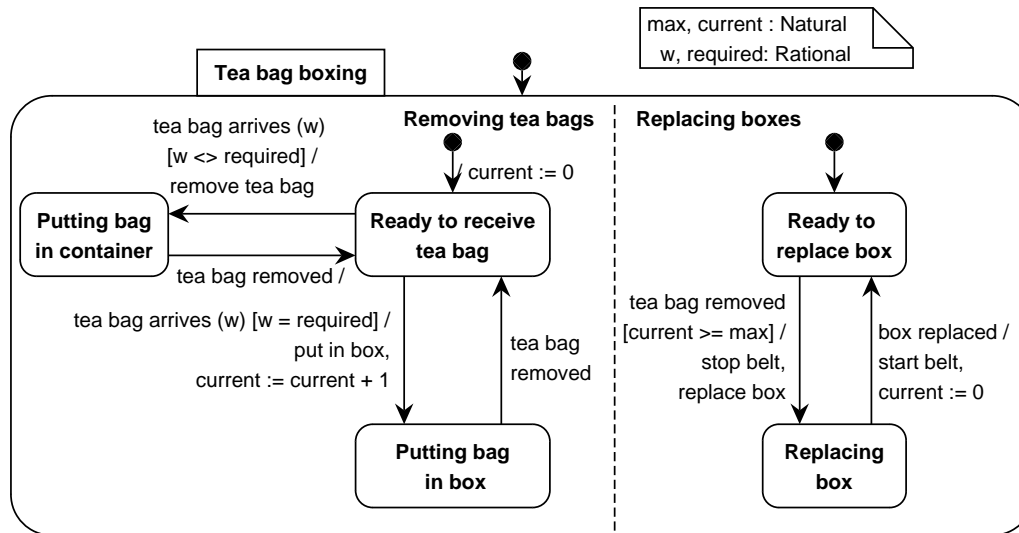 max, current : Natural
w, required: Rational
Tea bag boxing
Removing tea bags
Replacing boxes
tea bag arrives (w)
[w <> required] /
remove tea bag
/ current := 0
Putting bag
in container
Ready to receive
tea bag
Ready to
replace box
tea bag removed /
tea bag arrives (w) [w = required] /
put in box,
current := current + 1
tea bag
removed
tea bag removed
[current >= max] /
stop belt,
replace box
box replaced /
start belt,
current := 0
Putting bag
in box
Replacing
box